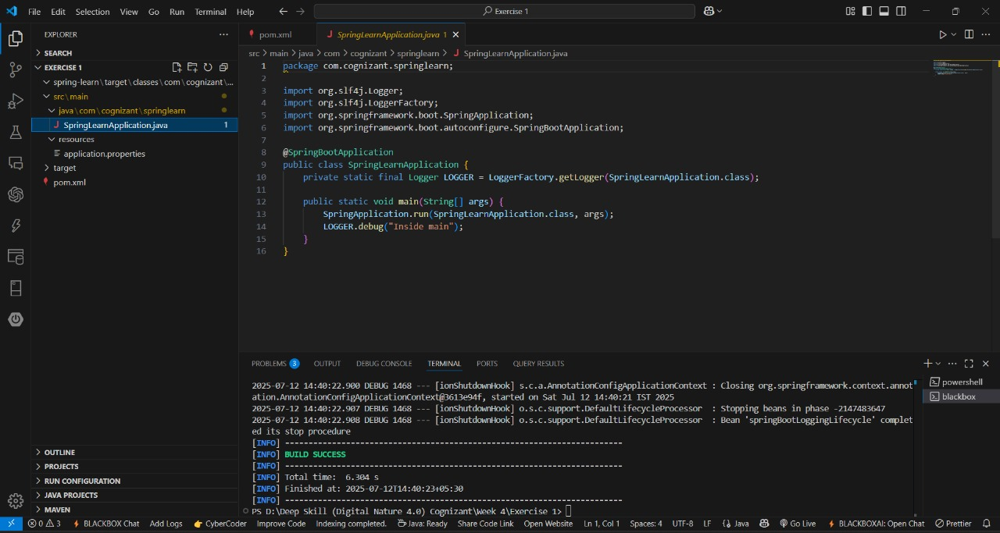 File Edit Selection View Go Run Terminal Help Exercise 1
EXPLORER
pom.xml
SpringLearnApplication.java 1
src > main > java > com > cognizant > springlearn > SpringLearnApplication.java
SEARCH
EXERCISE 1
spring-learn\target\classes\com\cognizant\...
src\main
java\com\cognizant\springlearn
SpringLearnApplication.java 1
resources
application.properties
target
pom.xml
1 package com.cognizant.springlearn;
2
3 import org.slf4j.Logger;
4 import org.slf4j.LoggerFactory;
5 import org.springframework.boot.SpringApplication;
6 import org.springframework.boot.autoconfigure.SpringBootApplication;
7
8 @SpringBootApplication
9 public class SpringLearnApplication {
10 private static final Logger LOGGER = LoggerFactory.getLogger(SpringLearnApplication.class);
11
12 public static void main(String[] args) {
13 SpringApplication.run(SpringLearnApplication.class, args);
14 LOGGER.debug("Inside main");
15 }
16 }
PROBLEMS 3 OUTPUT DEBUG CONSOLE TERMINAL PORTS QUERY RESULTS
2025-07-12 14:40:22.900 DEBUG 1468 --- [ionShutdownHook] s.c.a.AnnotationConfigApplicationContext : Closing org.springframework.context.annot
ation.AnnotationConfigApplicationContext@3613e94f, started on Sat Jul 12 14:40:21 IST 2025
2025-07-12 14:40:22.907 DEBUG 1468 --- [ionShutdownHook] o.s.c.support.DefaultLifecycleProcessor : Stopping beans in phase -2147483647
2025-07-12 14:40:22.908 DEBUG 1468 --- [ionShutdownHook] o.s.c.support.DefaultLifecycleProcessor : Bean 'springBootLoggingLifecycle' complet
ed its stop procedure
[INFO] ------------------------------------------------------------------------
[INFO] BUILD SUCCESS
[INFO] ------------------------------------------------------------------------
[INFO] Total time: 6.304 s
[INFO] Finished at: 2025-07-12T14:40:23+05:30
[INFO] ------------------------------------------------------------------------
PS D:\Deep Skill (Digital Nature 4.0) Cognizant\Week 4\Exercise 1>
powershell
blackbox
OUTLINE
PROJECTS
RUN CONFIGURATION
JAVA PROJECTS
MAVEN
0 3 BLACKBOX Chat Add Logs CyberCoder Improve Code Indexing completed. Java: Ready Share Code Link Open Website Ln 1, Col 1 Spaces: 4 UTF-8 LF {} Java Go Live BLACKBOXAI: Open Chat Prettier